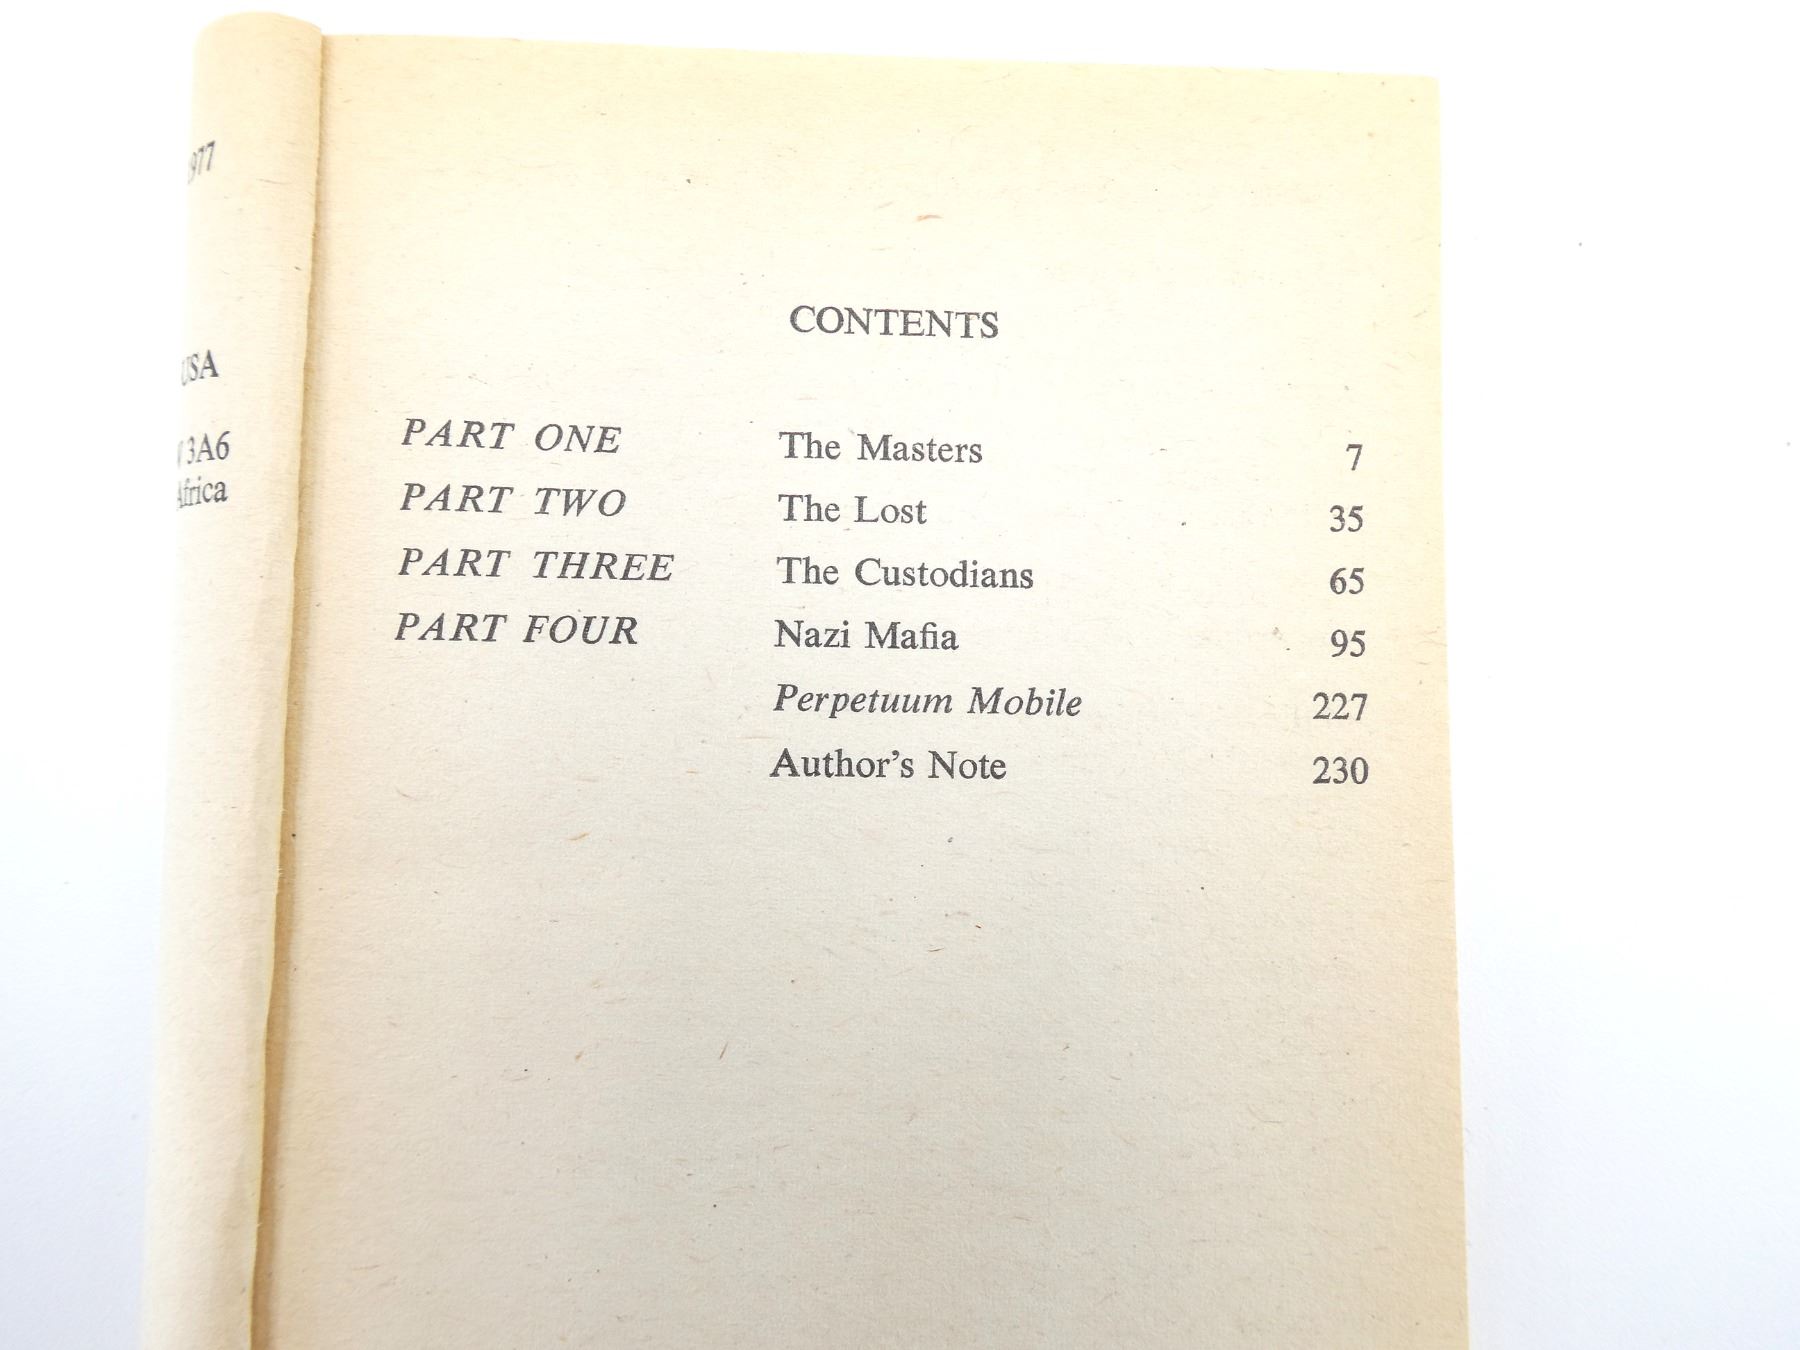 1977
USA
3A6
Africa
CONTENTS
PART ONE The Masters 7
PART TWO The Lost 35
PART THREE The Custodians 65
PART FOUR Nazi Mafia 95
Perpetuum Mobile 227
Author's Note 230